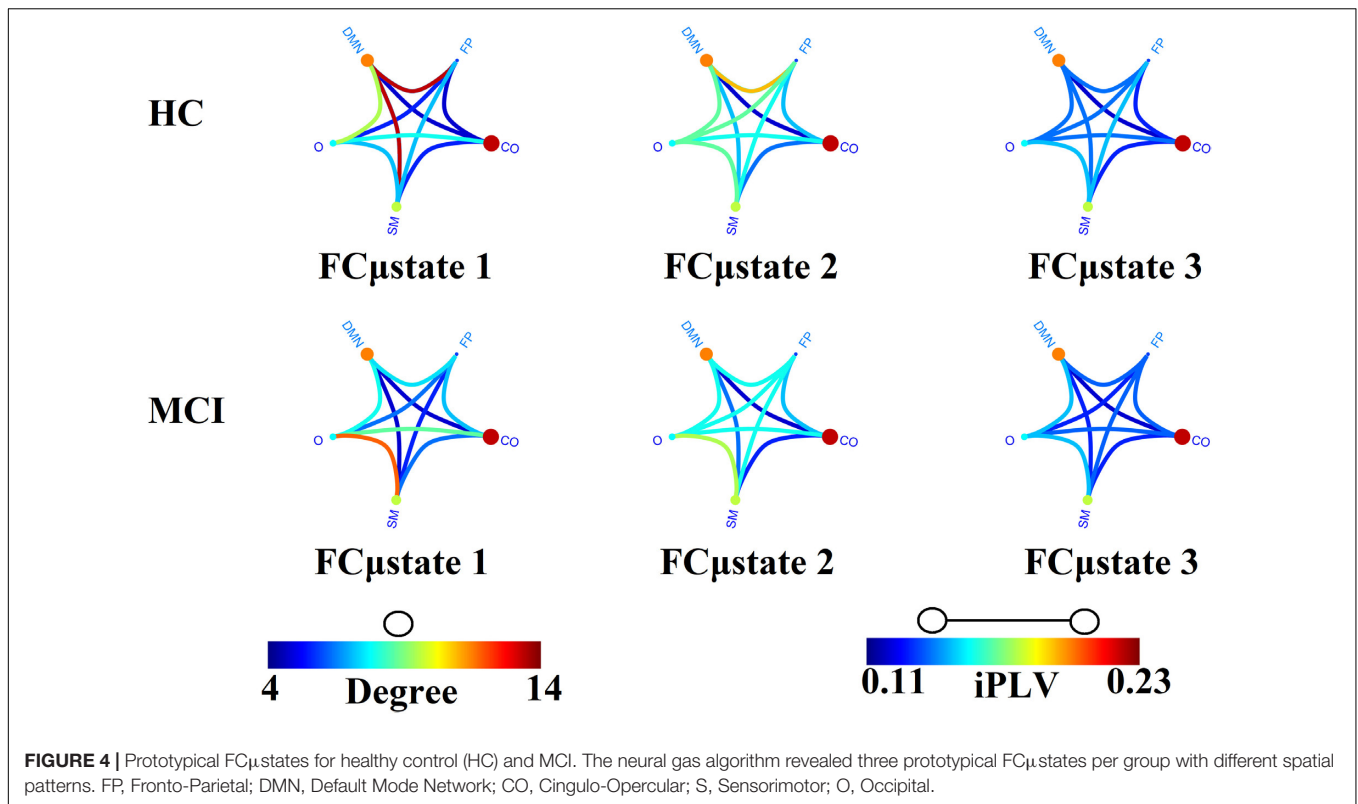 DMN FP DMN FP DMN FP
HC
O CO O CO O CO
SM SM SM
FCμstate 1 FCμstate 2 FCμstate 3
DMN FP DMN FP DMN FP
MCI
O CO O CO O CO
SM SM SM
FCμstate 1 FCμstate 2 FCμstate 3
4 Degree 14 0.11 iPLV 0.23
FIGURE 4 | Prototypical FCμstates for healthy control (HC) and MCI. The neural gas algorithm revealed three prototypical FCμstates per group with different spatial
patterns. FP, Fronto-Parietal; DMN, Default Mode Network; CO, Cingulo-Opercular; S, Sensorimotor; O, Occipital.